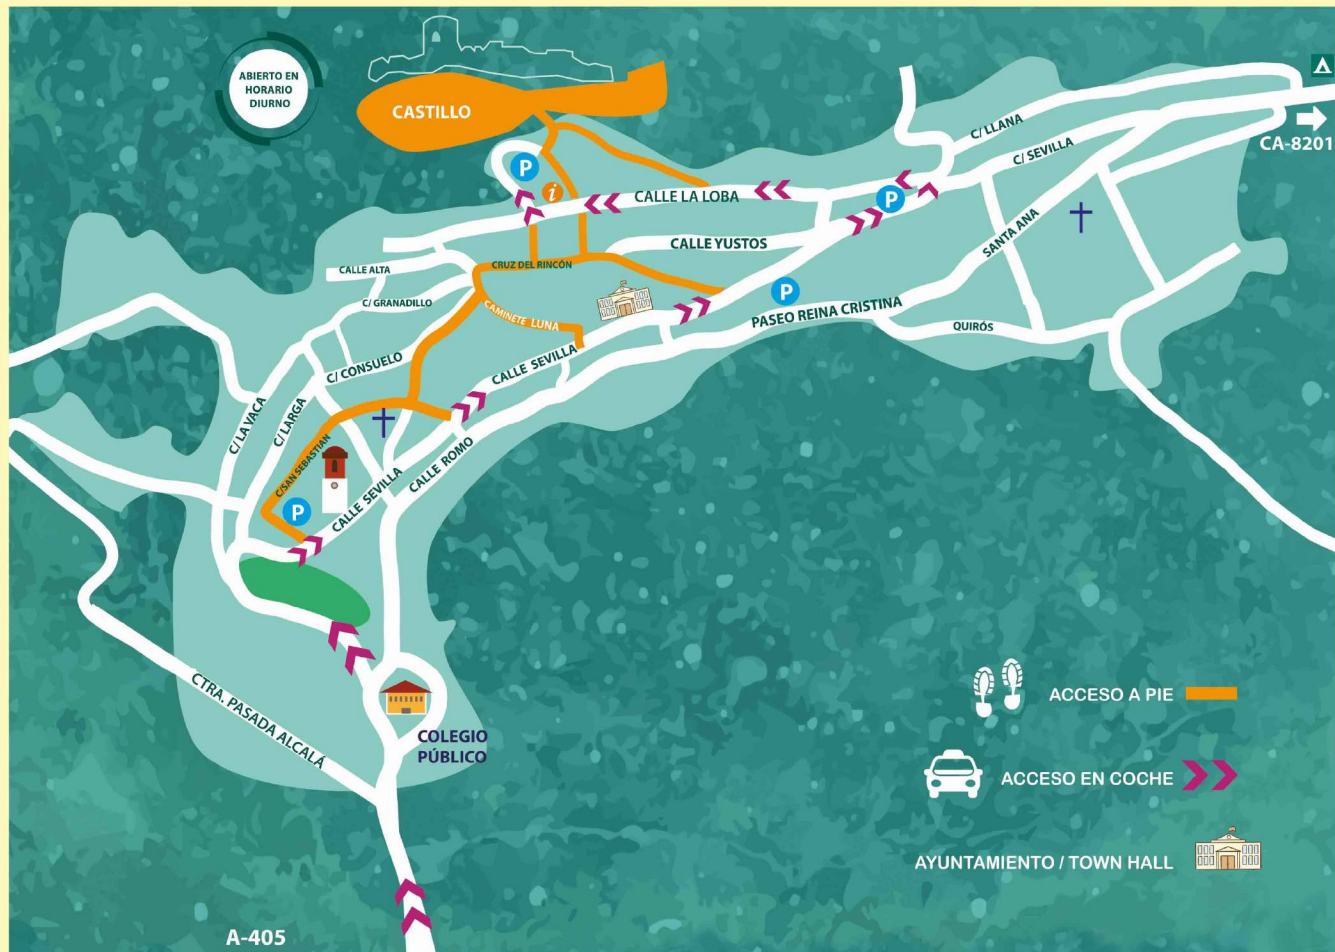 ABIERTO EN
HORARIO
DIURNO
CASTILLO
C/ LLANA
C/ SEVILLA
CA-8201
P
i
CALLE LA LOBA
P
CALLE YUSTOS
SANTA ANA
CALLE ALTA
CRUZ DEL RINCÓN
C/ GRANADILLO
CAMINETE LUNA
P
PASEO REINA CRISTINA
QUIRÓS
C/ CONSUELO
CALLE SEVILLA
C/ LA VACA
C/ LARGA
C/SAN SEBASTIAN
CALLE SEVILLA
CALLE ROMO
P
CTRA. PASADA ALCALÁ
COLEGIO
PÚBLICO
ACCESO A PIE
ACCESO EN COCHE
AYUNTAMIENTO / TOWN HALL
A-405